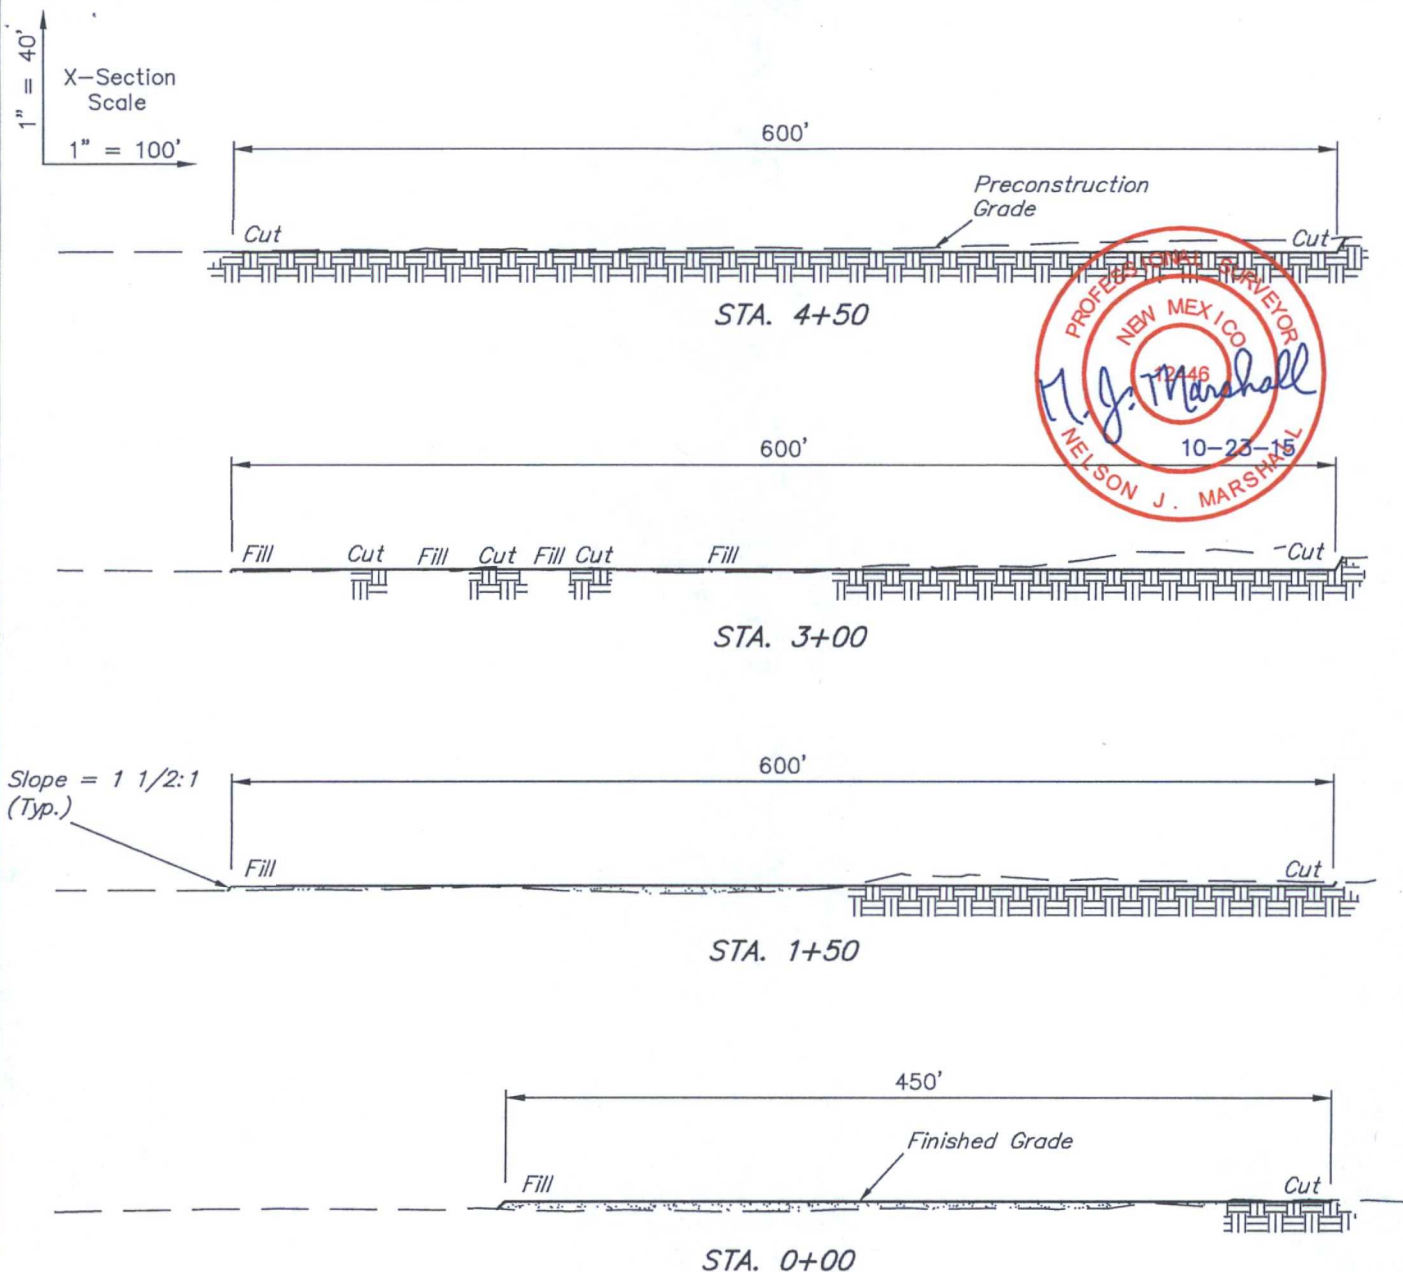 1" = 40'
X-Section
Scale
1" = 100'
600'
Preconstruction
Grade
Cut
Cut
STA. 4+50
PROFESSIONAL SURVEYOR
NEW MEXICO
12446
N. J. Marshall
10-23-15
NELSON J. MARSHALL
600'
Fill Cut Fill Cut Fill Cut Fill Cut
STA. 3+00
600'
Slope = 1 1/2:1
(Typ.)
Fill
Cut
STA. 1+50
450'
Finished Grade
Fill
Cut
STA. 0+00